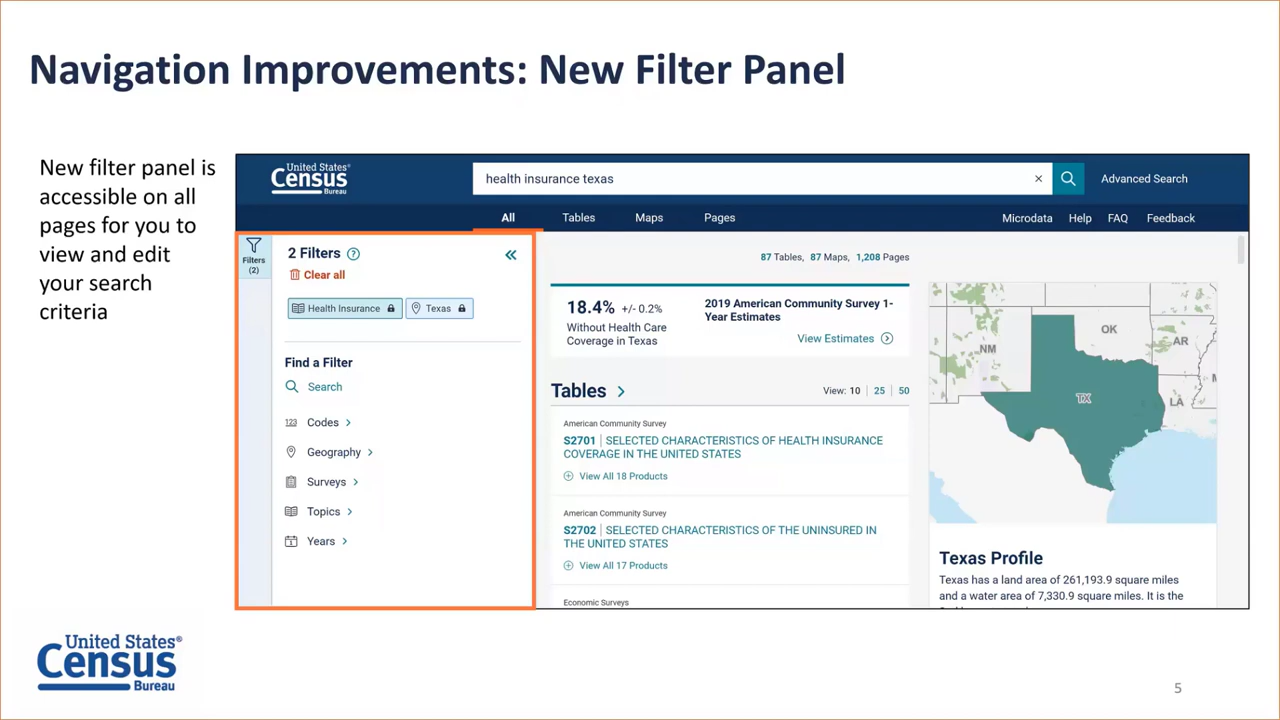 Navigation Improvements: New Filter Panel
New filter panel is
accessible on all
pages for you to
view and edit
your search
criteria
United States®
Census
Bureau
health insurance texas
×
Advanced Search
All
Tables
Maps
Pages
Microdata
Help
FAQ
Feedback
Filters
(2)
2 Filters
?
«
Clear all
Health Insurance
Texas
Find a Filter
Search
123 Codes >
Geography >
Surveys >
Topics >
1 Years >
87 Tables, 87 Maps, 1,208 Pages
18.4% +/- 0.2%
Without Health Care
Coverage in Texas
2019 American Community Survey 1-
Year Estimates
View Estimates
Tables >
View: 10 | 25 | 50
American Community Survey
S2701 | SELECTED CHARACTERISTICS OF HEALTH INSURANCE
COVERAGE IN THE UNITED STATES
View All 18 Products
American Community Survey
S2702 | SELECTED CHARACTERISTICS OF THE UNINSURED IN
THE UNITED STATES
View All 17 Products
Economic Surveys
OK
NM
AR
TX
LA
Texas Profile
Texas has a land area of 261,193.9 square miles
and a water area of 7,330.9 square miles. It is the
United States®
Census
Bureau
5